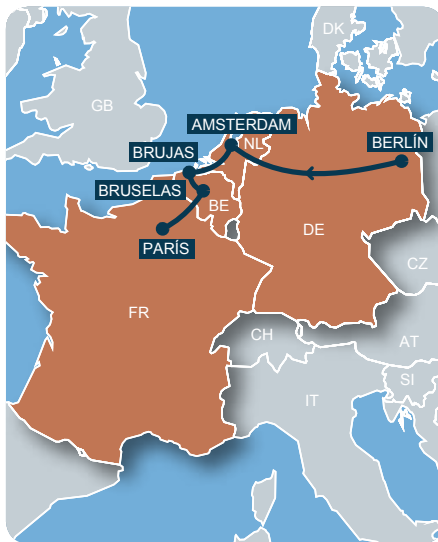 DK
GB
AMSTERDAM
NL
BERLÍN
BRUJAS
BRUSELAS
BE
PARÍS
DE
CZ
FR
CH
AT
SI
IT